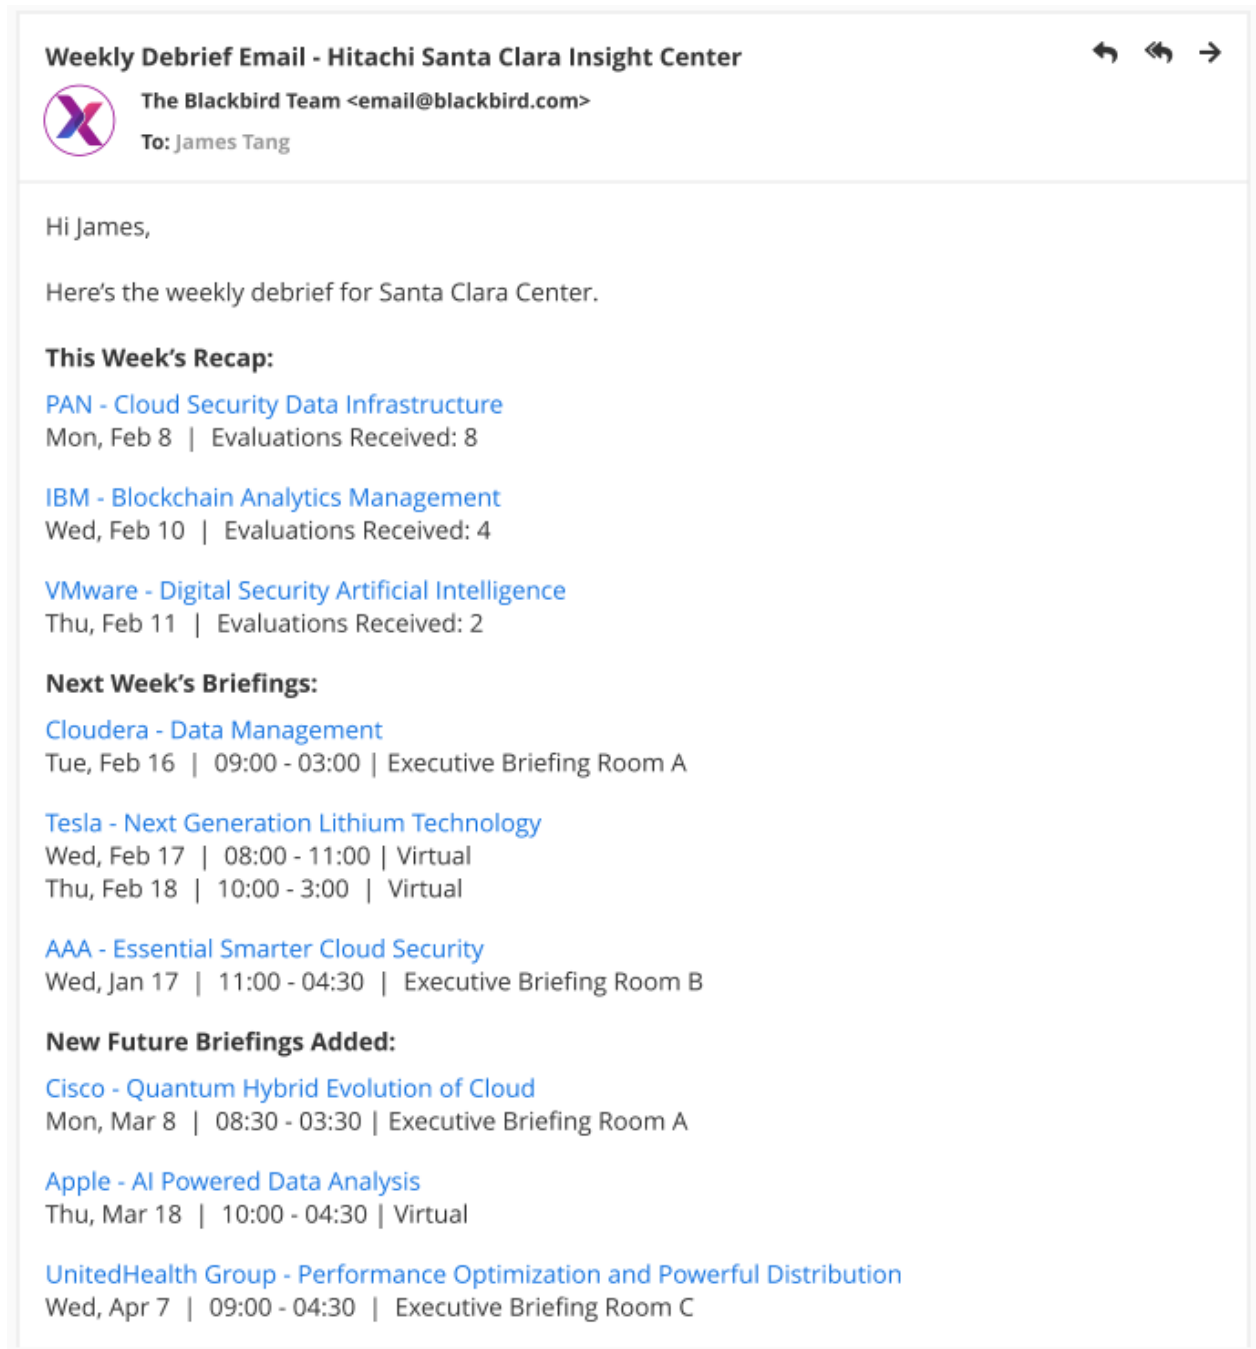 Weekly Debrief Email - Hitachi Santa Clara Insight Center
The Blackbird Team <email@blackbird.com>
To: James Tang
Hi James,
Here’s the weekly debrief for Santa Clara Center.
This Week’s Recap:
PAN - Cloud Security Data Infrastructure
Mon, Feb 8 | Evaluations Received: 8
IBM - Blockchain Analytics Management
Wed, Feb 10 | Evaluations Received: 4
VMware - Digital Security Artificial Intelligence
Thu, Feb 11 | Evaluations Received: 2
Next Week’s Briefings:
Cloudera - Data Management
Tue, Feb 16 | 09:00 - 03:00 | Executive Briefing Room A
Tesla - Next Generation Lithium Technology
Wed, Feb 17 | 08:00 - 11:00 | Virtual
Thu, Feb 18 | 10:00 - 3:00 | Virtual
AAA - Essential Smarter Cloud Security
Wed, Jan 17 | 11:00 - 04:30 | Executive Briefing Room B
New Future Briefings Added:
Cisco - Quantum Hybrid Evolution of Cloud
Mon, Mar 8 | 08:30 - 03:30 | Executive Briefing Room A
Apple - AI Powered Data Analysis
Thu, Mar 18 | 10:00 - 04:30 | Virtual
UnitedHealth Group - Performance Optimization and Powerful Distribution
Wed, Apr 7 | 09:00 - 04:30 | Executive Briefing Room C